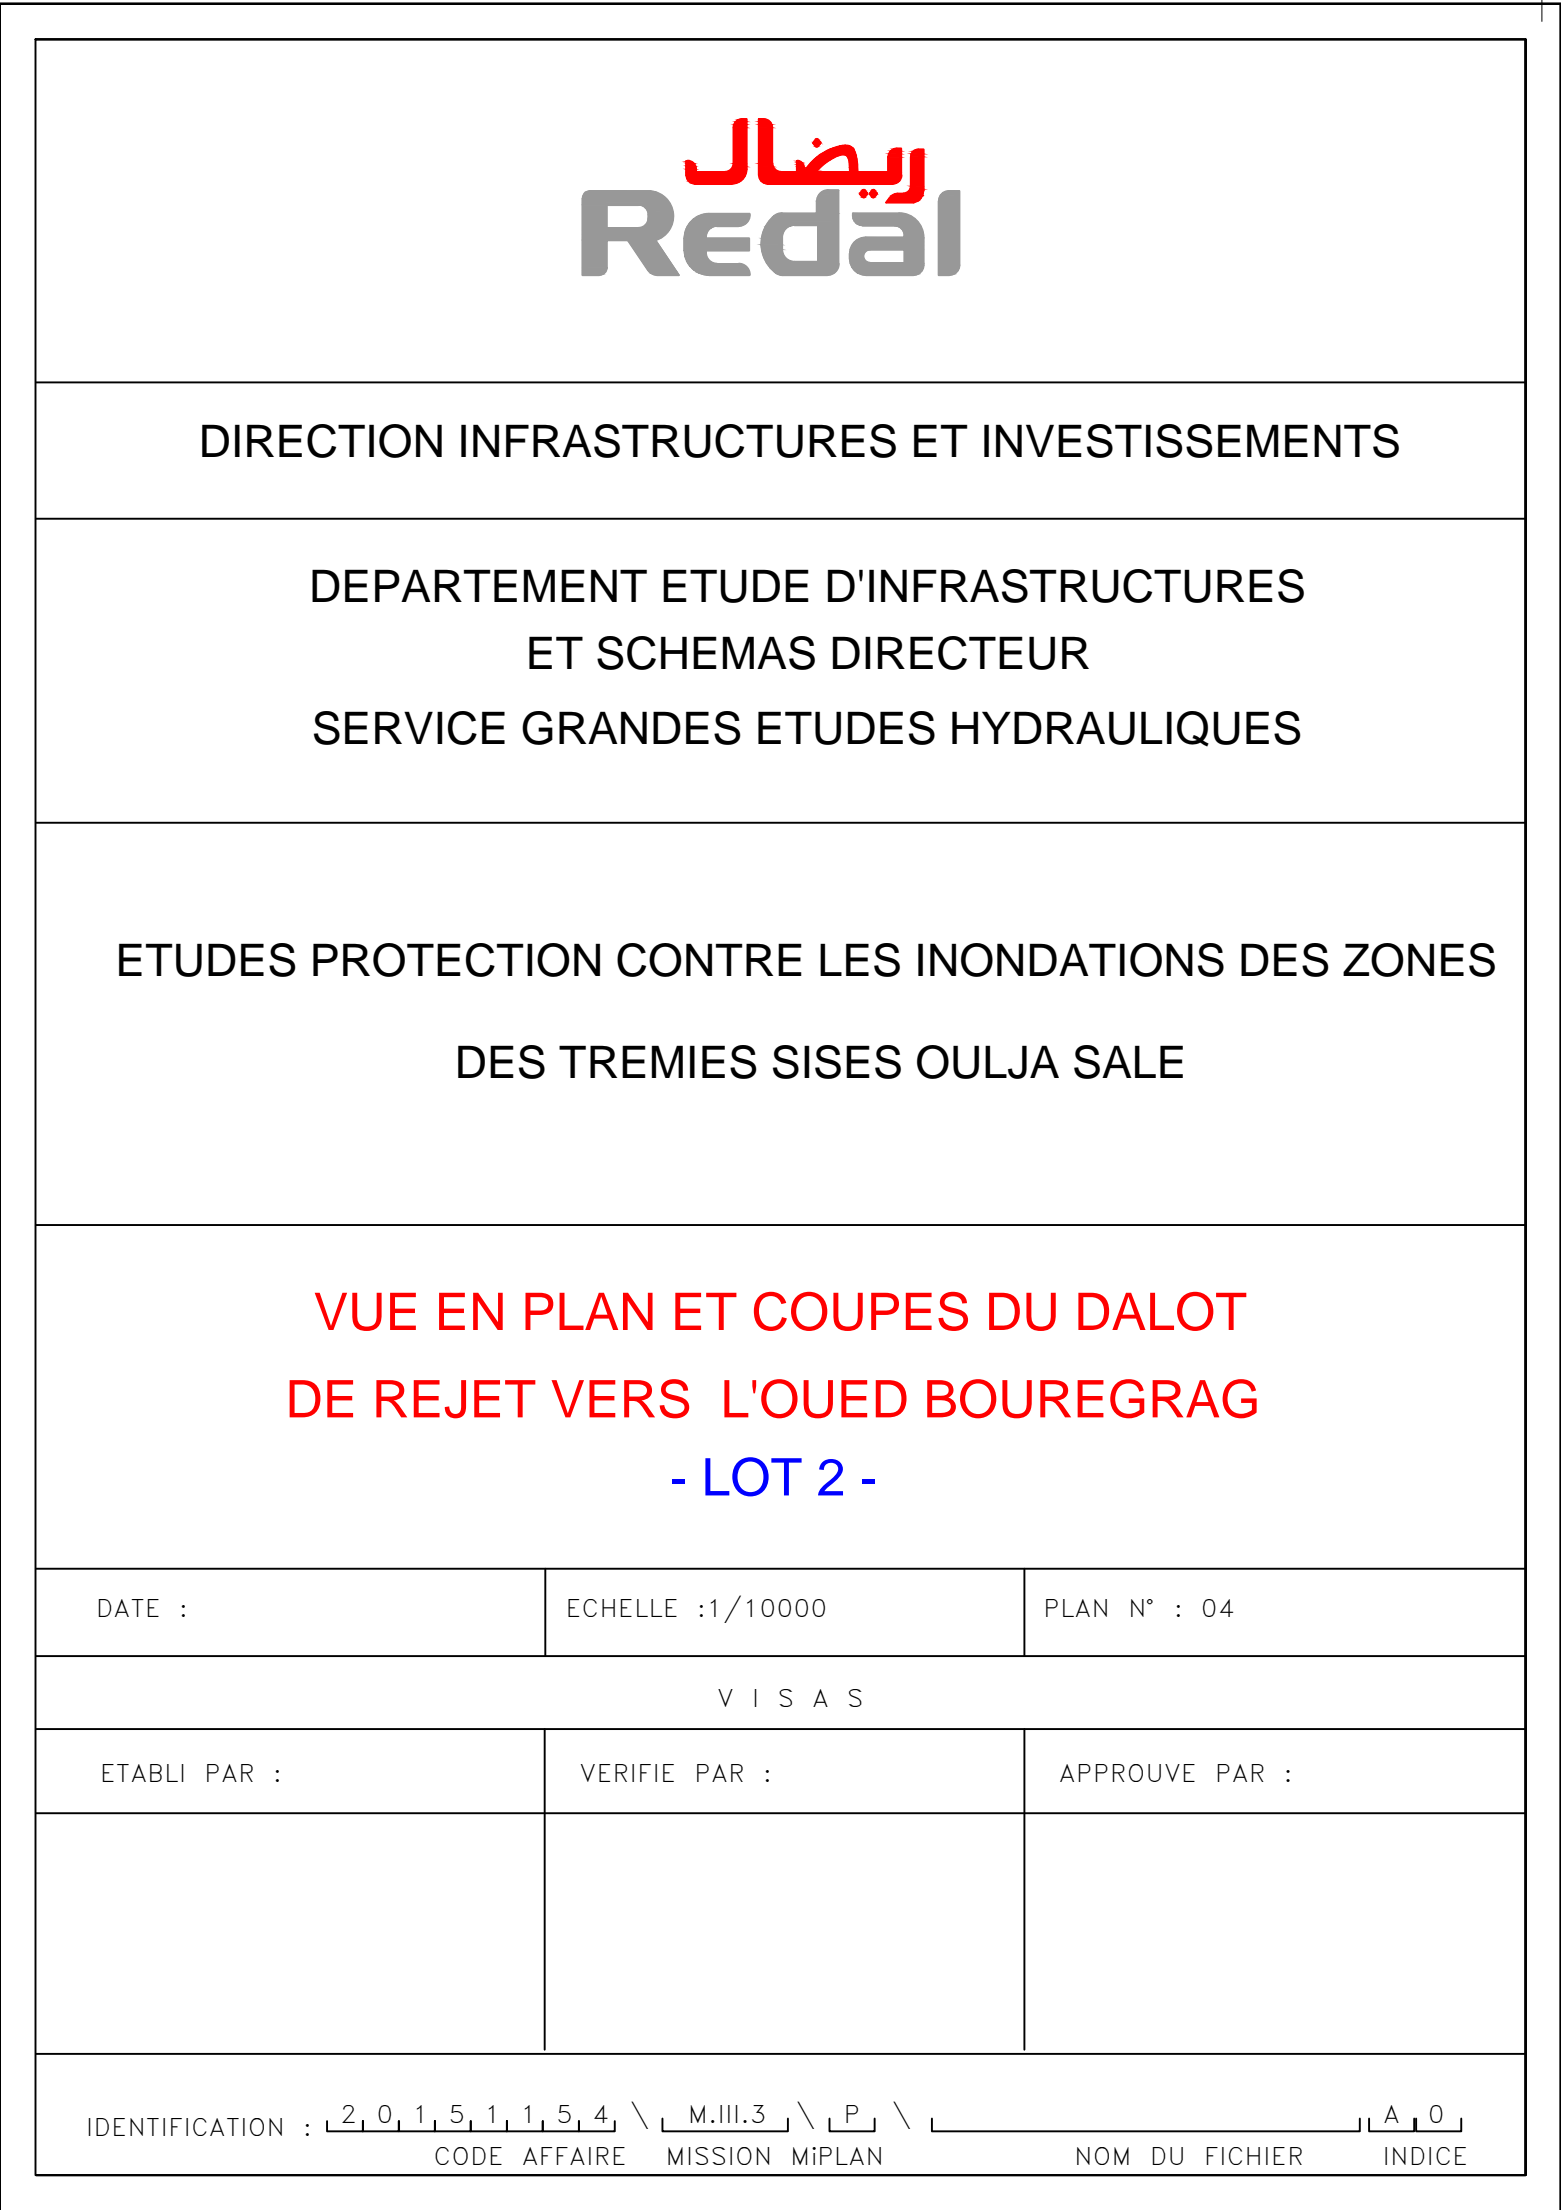 ريضال
Redal
DIRECTION INFRASTRUCTURES ET INVESTISSEMENTS
DEPARTEMENT ETUDE D'INFRASTRUCTURES
ET SCHEMAS DIRECTEUR
SERVICE GRANDES ETUDES HYDRAULIQUES
ETUDES PROTECTION CONTRE LES INONDATIONS DES ZONES
DES TREMIES SISES OULJA SALE
VUE EN PLAN ET COUPES DU DALOT
DE REJET VERS L'OUED BOUREGRAG
- LOT 2 -
DATE : ECHELLE :1/10000 PLAN N° : 04
V I S A S
ETABLI PAR : VERIFIE PAR : APPROUVE PAR :
IDENTIFICATION : 2 0 1 5 1 1 5 4 \ M.III.3 \ P \ A 0
CODE AFFAIRE MISSION MiPLAN NOM DU FICHIER INDICE